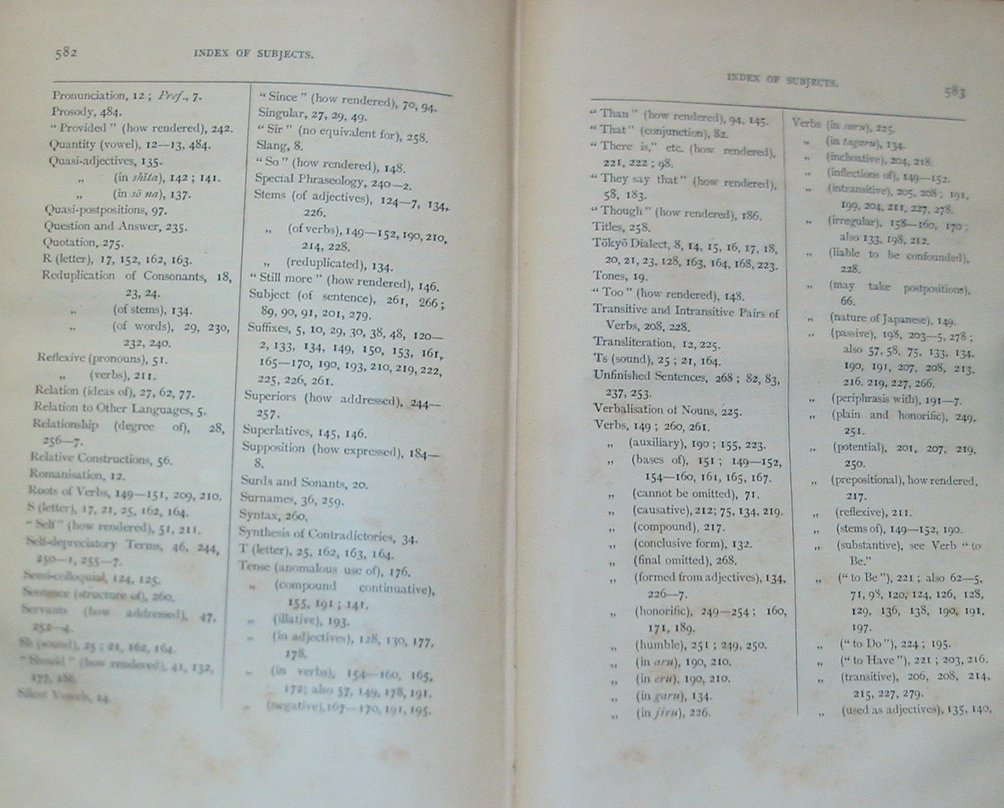 582
INDEX OF SUBJECTS.
Pronunciation, 12 ; Pref., 7.
Prosody, 484.
“ Provided ” (how rendered), 242.
Quantity (vowel), 12—13, 484.
Quasi-adjectives, 135.
„ (in shita), 142 ; 141.
„ (in sō na), 137.
Quasi-postpositions, 97.
Question and Answer, 235.
Quotation, 275.
R (letter), 17, 152, 162, 163.
Reduplication of Consonants, 18,
23, 24.
„ (of stems), 134.
„ (of words), 29, 230,
232, 240.
Reflexive (pronouns), 51.
„ (verbs), 211.
Relation (ideas of), 27, 62, 77.
Relation to Other Languages, 5.
Relationship (degree of), 28,
256—7.
Relative Constructions, 56.
Romanisation, 12.
Roots of Verbs, 149—151, 209, 210.
S (letter), 17, 21, 25, 162, 164.
“ Self ” (how rendered), 51, 211.
Self-depreciatory Terms, 46, 244,
250—1, 255—7.
Semi-colloquial, 124, 125.
Sentence (structure of), 260.
Servants (how addressed), 47,
252—4.
Sh (sound), 25 ; 21, 162, 164.
“ Should ” (how rendered), 41, 132,
177, 186.
Silent Vowels, 14.
“ Since ” (how rendered), 70, 94.
Singular, 27, 29, 49.
“ Sir ” (no equivalent for), 258.
Slang, 8.
“ So ” (how rendered), 148.
Special Phraseology, 240—2.
Stems (of adjectives), 124—7, 134,
226.
„ (of verbs), 149—152, 190, 210,
214, 228.
„ (reduplicated), 134.
“ Still more ” (how rendered), 146.
Subject (of sentence), 261, 266 ;
89, 90, 91, 201, 279.
Suffixes, 5, 10, 29, 30, 38, 48, 120—
2, 133, 134, 149, 150, 153, 161,
165—170, 190, 193, 210, 219, 222,
225, 226, 261.
Superiors (how addressed), 244—
257.
Superlatives, 145, 146.
Supposition (how expressed), 184—
8.
Surds and Sonants, 20.
Surnames, 36, 259.
Syntax, 260.
Synthesis of Contradictories, 34.
T (letter), 25, 162, 163, 164.
Tense (anomalous use of), 176.
„ (compound continuative),
155, 191 ; 141.
„ (illative), 193.
„ (in adjectives), 128, 130, 177,
178.
„ (in verbs), 154—160, 165,
172; also 57, 149, 178, 191.
„ (negative), 167—170, 191, 195.
INDEX OF SUBJECTS.
583
“ Than ” (how rendered), 94, 145.
“ That ” (conjunction), 82.
“ There is,” etc. (how rendered),
221, 222 ; 98.
“ They say that ” (how rendered),
58, 183.
“ Though ” (how rendered), 186.
Titles, 258.
Tōkyō Dialect, 8, 14, 15, 16, 17, 18,
20, 21, 23, 128, 163, 164, 168, 223.
Tones, 19.
“ Too ” (how rendered), 148.
Transitive and Intransitive Pairs of
Verbs, 208, 228.
Transliteration, 12, 225.
Ts (sound), 25 ; 21, 164.
Unfinished Sentences, 268 ; 82, 83,
237, 253.
Verbalisation of Nouns, 225.
Verbs, 149 ; 260, 261.
„ (auxiliary), 190 ; 155, 223.
„ (bases of), 151 ; 149—152,
154—160, 161, 165, 167.
„ (cannot be omitted), 71.
„ (causative), 212; 75, 134, 219.
„ (compound), 217.
„ (conclusive form), 132.
„ (final omitted), 268.
„ (formed from adjectives), 134,
226—7.
„ (honorific), 249—254 ; 160,
171, 189.
„ (humble), 251 ; 249, 250.
„ (in aru), 190, 210.
„ (in eru), 190, 210.
„ (in garu), 134.
„ (in jiru), 226.
Verbs (in suru), 225.
„ (in tagaru), 134.
„ (inchoative), 204, 218.
„ (inflections of), 149—152.
„ (intransitive), 205, 208 ; 191,
199, 204, 211, 227, 278.
„ (irregular), 158—160, 170 ;
also 133, 198, 212.
„ (liable to be confounded),
228.
„ (may take postpositions),
66.
„ (nature of Japanese), 149.
„ (passive), 198, 203—5, 278 ;
also 57, 58, 75, 133, 134,
190, 191, 207, 208, 213,
216, 219, 227, 266.
„ (periphrasis with), 191—7.
„ (plain and honorific), 249,
251.
„ (potential), 201, 207, 219,
250.
„ (prepositional), how rendered,
217.
„ (reflexive), 211.
„ (stems of), 149—152, 190.
„ (substantive), see Verb “ to
Be.”
„ (“ to Be ”), 221 ; also 62—5,
71, 98, 120, 124, 126, 128,
129, 136, 138, 190, 191,
197.
„ (“ to Do ”), 224 ; 195.
„ (“ to Have ”), 221 ; 203, 216.
„ (transitive), 206, 208, 214,
215, 227, 279.
„ (used as adjectives), 135, 140,